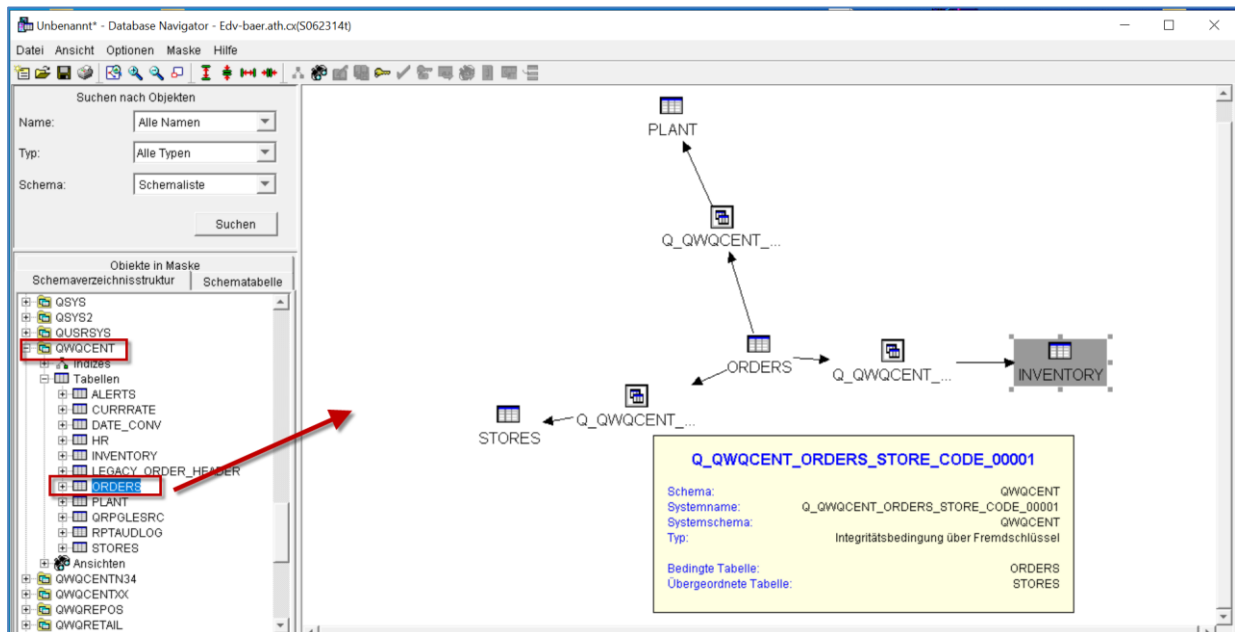 Unbenannt* - Database Navigator - Edv-baer.ath.cx(S062314t)
Datei Ansicht Optionen Maske Hilfe
Suchen nach Objekten
Name: Alle Namen
Typ: Alle Typen
Schema: Schemaliste
Suchen
Objekte in Maske
Schemaverzeichnisstruktur Schematabelle
QSYS
QSYS2
QUSRSYS
QWQCENT
Indizes
Tabellen
ALERTS
CURRRATE
DATE_CONV
HR
INVENTORY
LEGACY_ORDER_HEADER
ORDERS
PLANT
QRPGLESRC
RPTAUDLOG
STORES
Ansichten
QWQCENTN34
QWQCENTXX
QWQREPOS
QWQRETAIL
PLANT
Q_QWQCENT_...
ORDERS
Q_QWQCENT_...
INVENTORY
Q_QWQCENT_...
STORES
Q_QWQCENT_ORDERS_STORE_CODE_00001
Schema: QWQCENT
Systemname: Q_QWQCENT_ORDERS_STORE_CODE_00001
Systemschema: QWQCENT
Typ: Integritätsbedingung über Fremdschlüssel
Bedingte Tabelle: ORDERS
Übergeordnete Tabelle: STORES